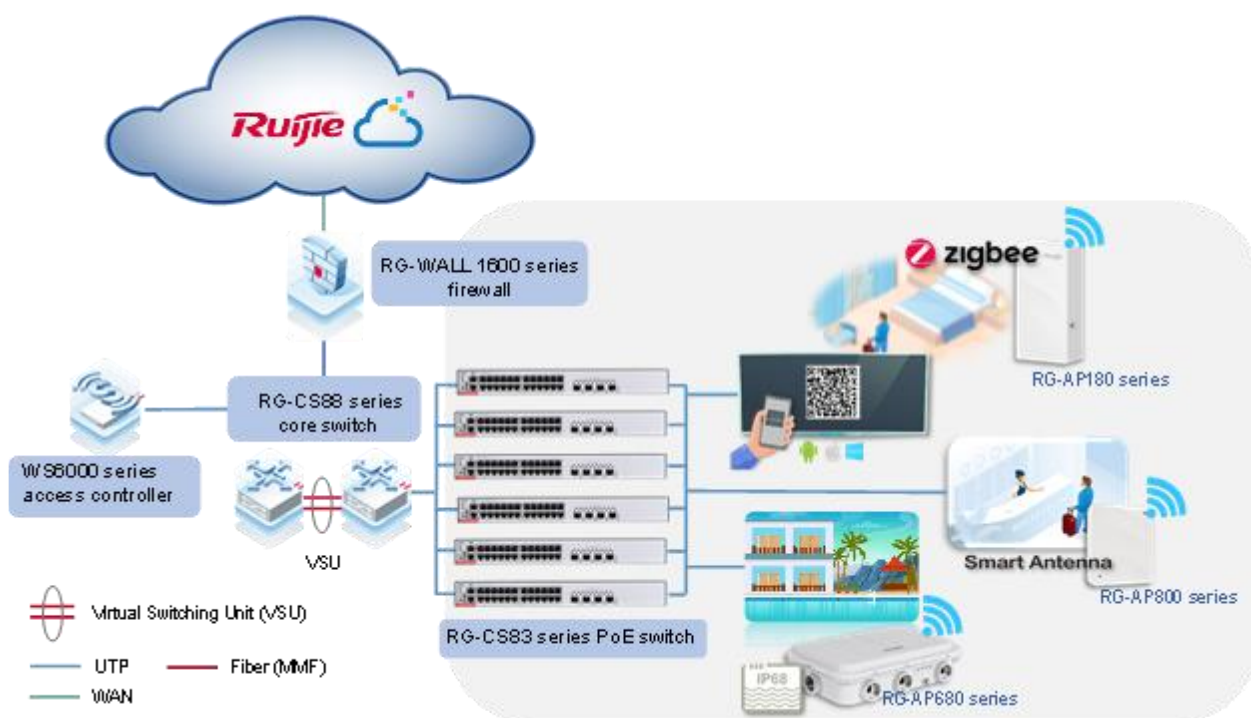 Ruijie
RG-WALL 1600 series
firewall
zigbee
RG-AP180 series
RG-CS88 series
core switch
WS6000 series
access controller
VSU
Smart Antenna
RG-AP800 series
Virtual Switching Unit (VSU)
RG-CS83 series PoE switch
UTP
Fiber (MMF)
IP68
RG-AP680 series
WAN